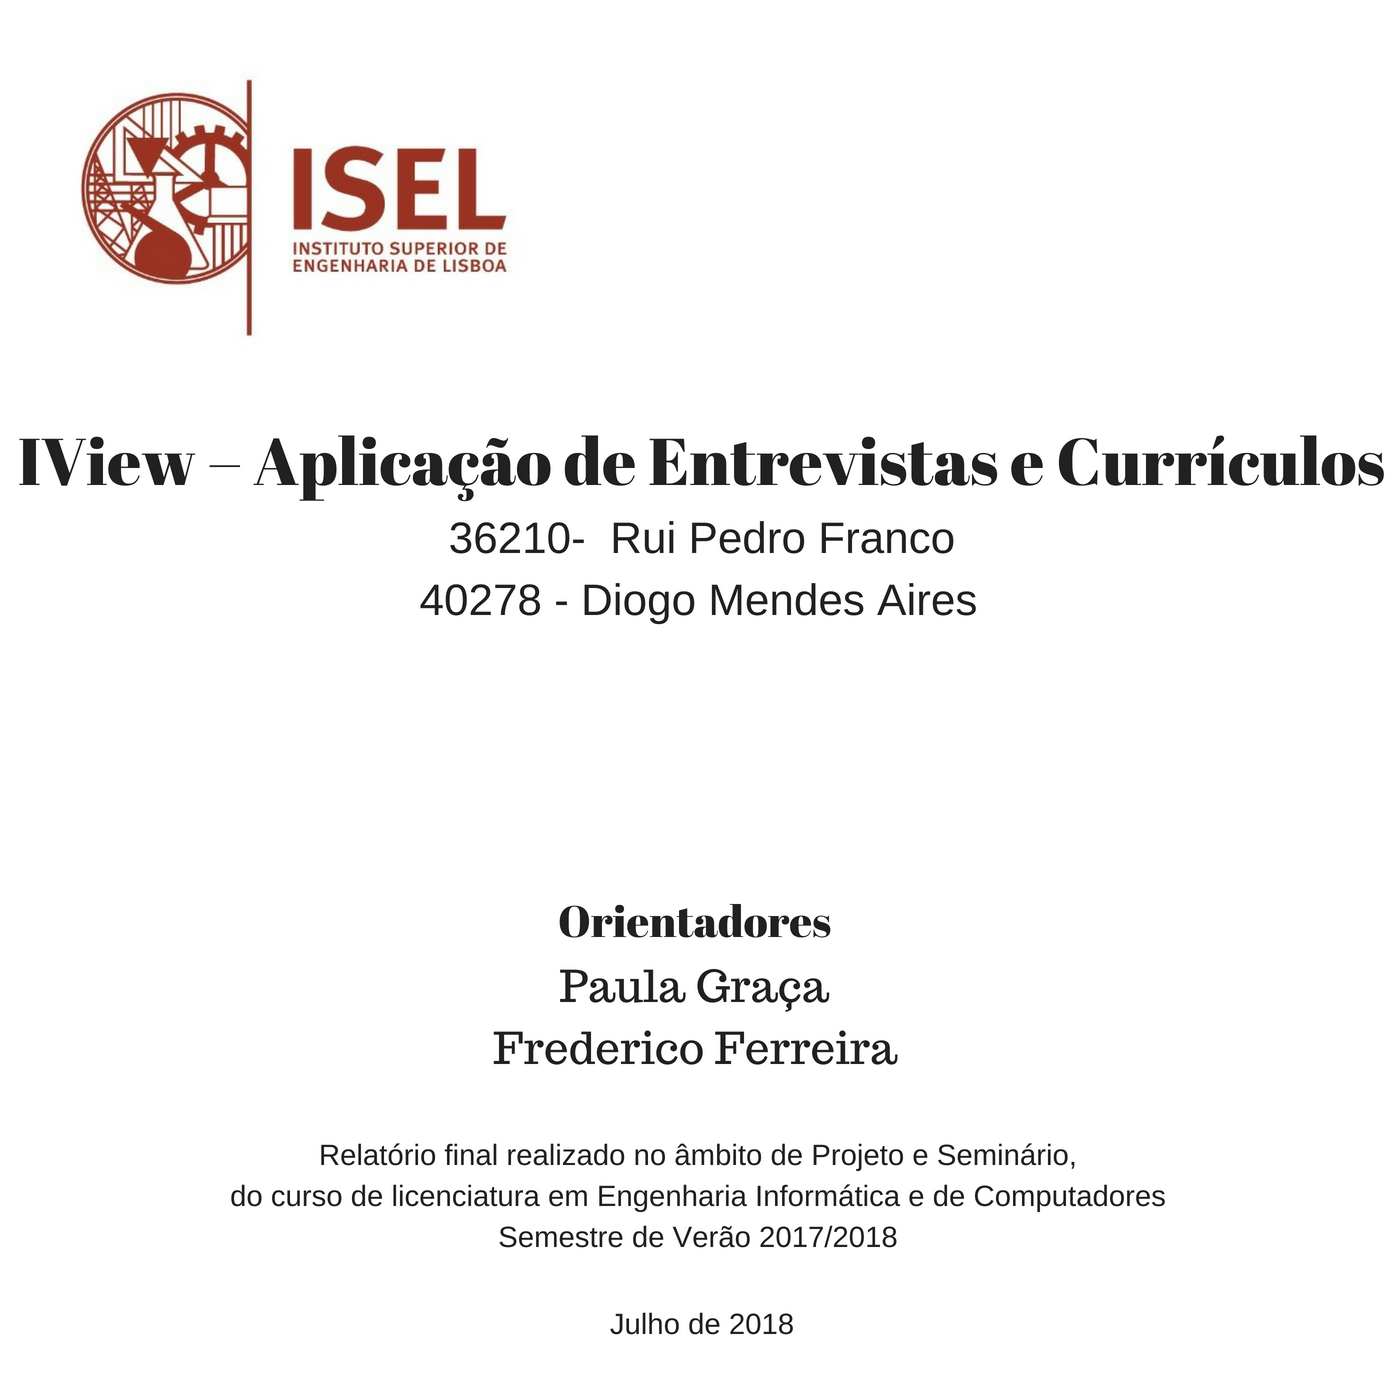 ISEL
INSTITUTO SUPERIOR DE
ENGENHARIA DE LISBOA
IView – Aplicação de Entrevistas e Currículos
36210-  Rui Pedro Franco
40278 - Diogo Mendes Aires
Orientadores
Paula Graça
Frederico Ferreira
Relatório final realizado no âmbito de Projeto e Seminário,
do curso de licenciatura em Engenharia Informática e de Computadores
Semestre de Verão 2017/2018
Julho de 2018